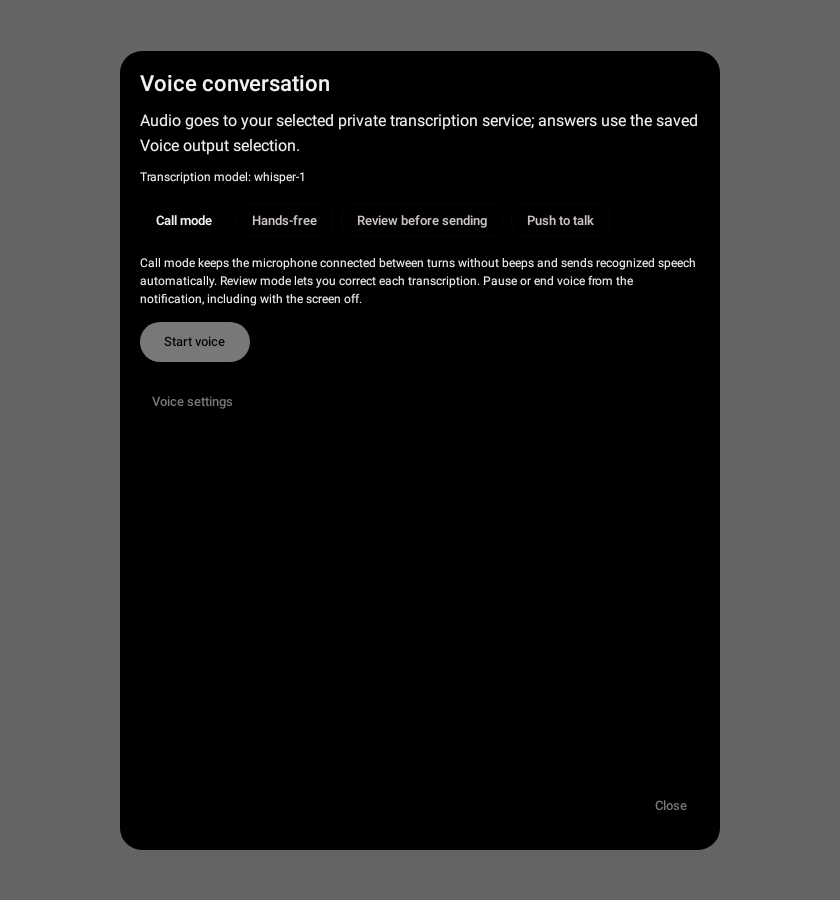 Voice conversation
Audio goes to your selected private transcription service; answers use the saved
Voice output selection.
Transcription model: whisper-1
Call mode Hands-free Review before sending Push to talk
Call mode keeps the microphone connected between turns without beeps and sends recognized speech
automatically. Review mode lets you correct each transcription. Pause or end voice from the
notification, including with the screen off.
Start voice
Voice settings
Close